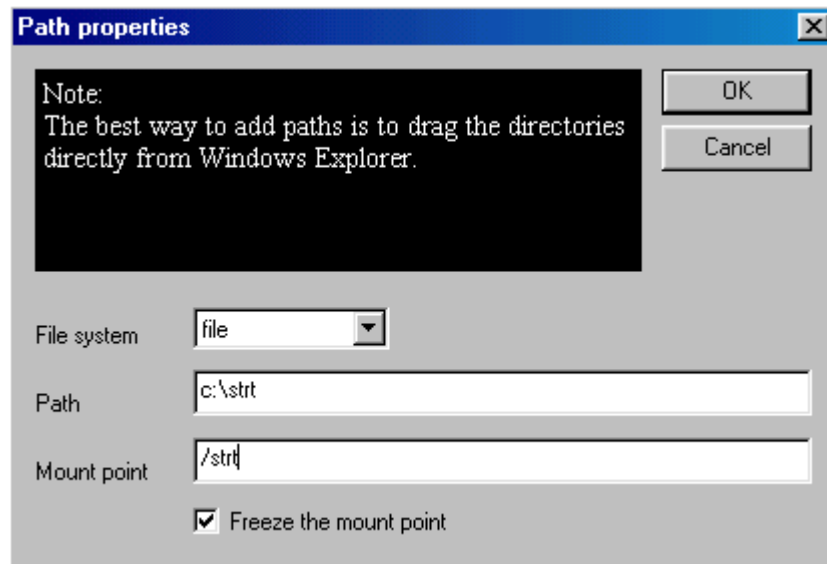 Path properties
Note:
The best way to add paths is to drag the directories
directly from Windows Explorer.
OK
Cancel
File system
file
Path
c:\strt
Mount point
/strt
Freeze the mount point